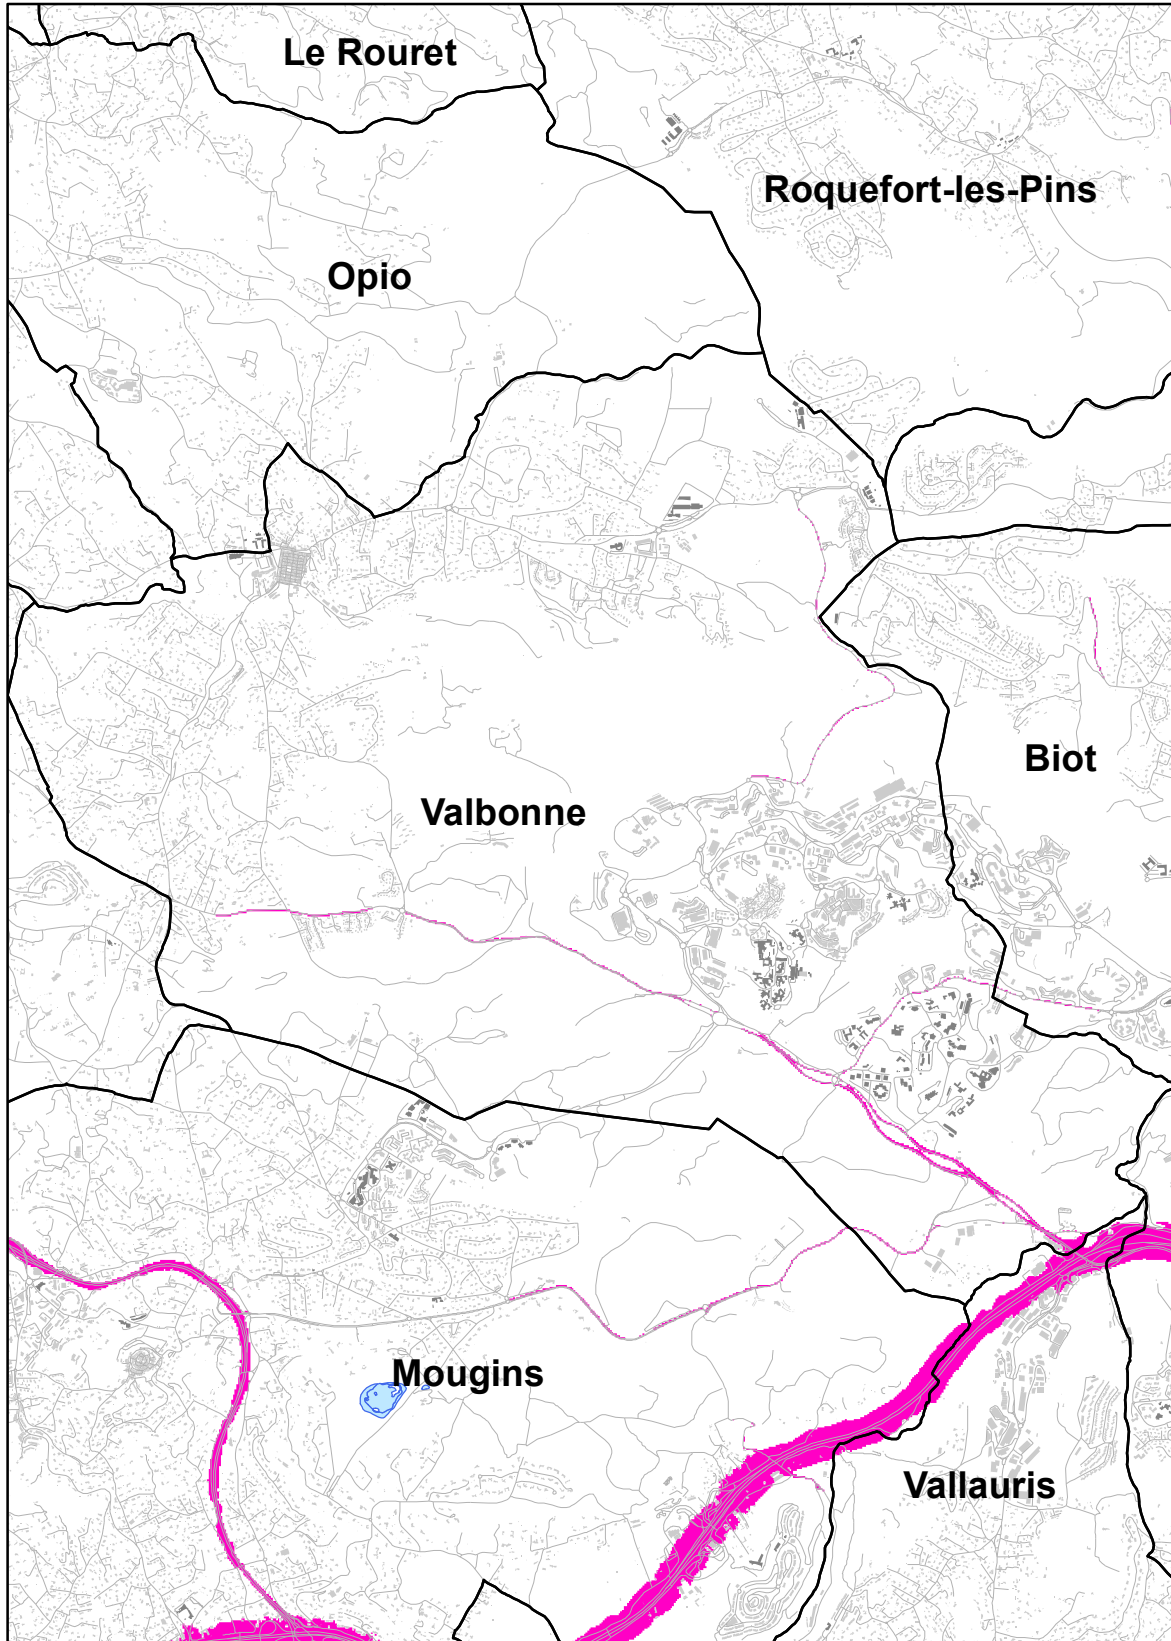 Le Rouret
Roquefort-les-Pins
Opio
Biot
Valbonne
Mougins
Vallauris